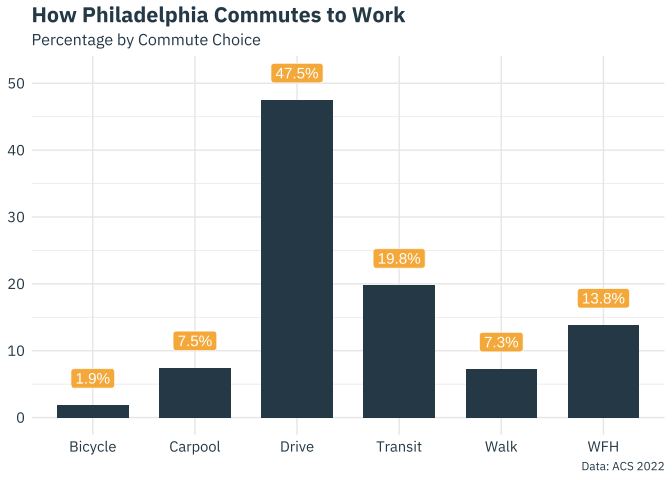 How Philadelphia Commutes to Work
Percentage by Commute Choice
50
40
30
20
10
0
1.9%
7.5%
47.5%
19.8%
7.3%
13.8%
Bicycle
Carpool
Drive
Transit
Walk
WFH
Data: ACS 2022